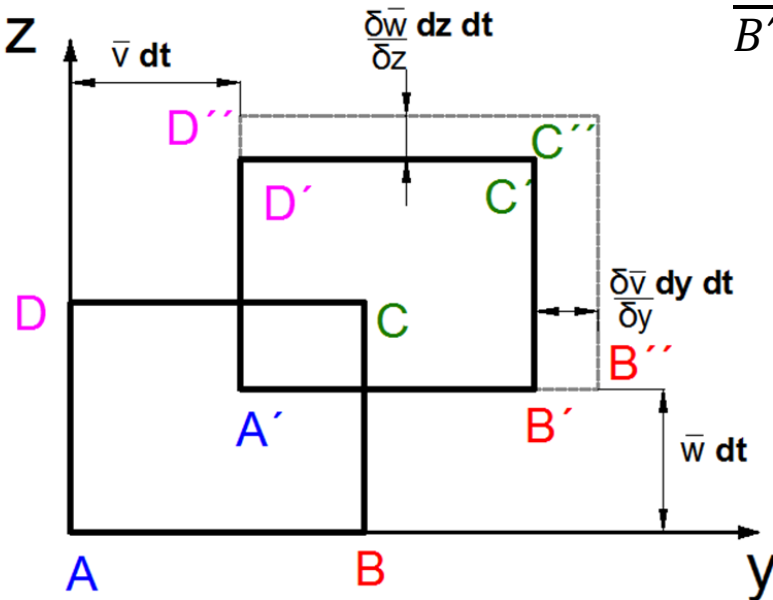 z
v̅ dt
δw̅ dz dt
δz
B´
D´´
C´´
D´
C´
D
C
δv̅ dy dt
δy
B´´
A´
B´
w̅ dt
A
B
y